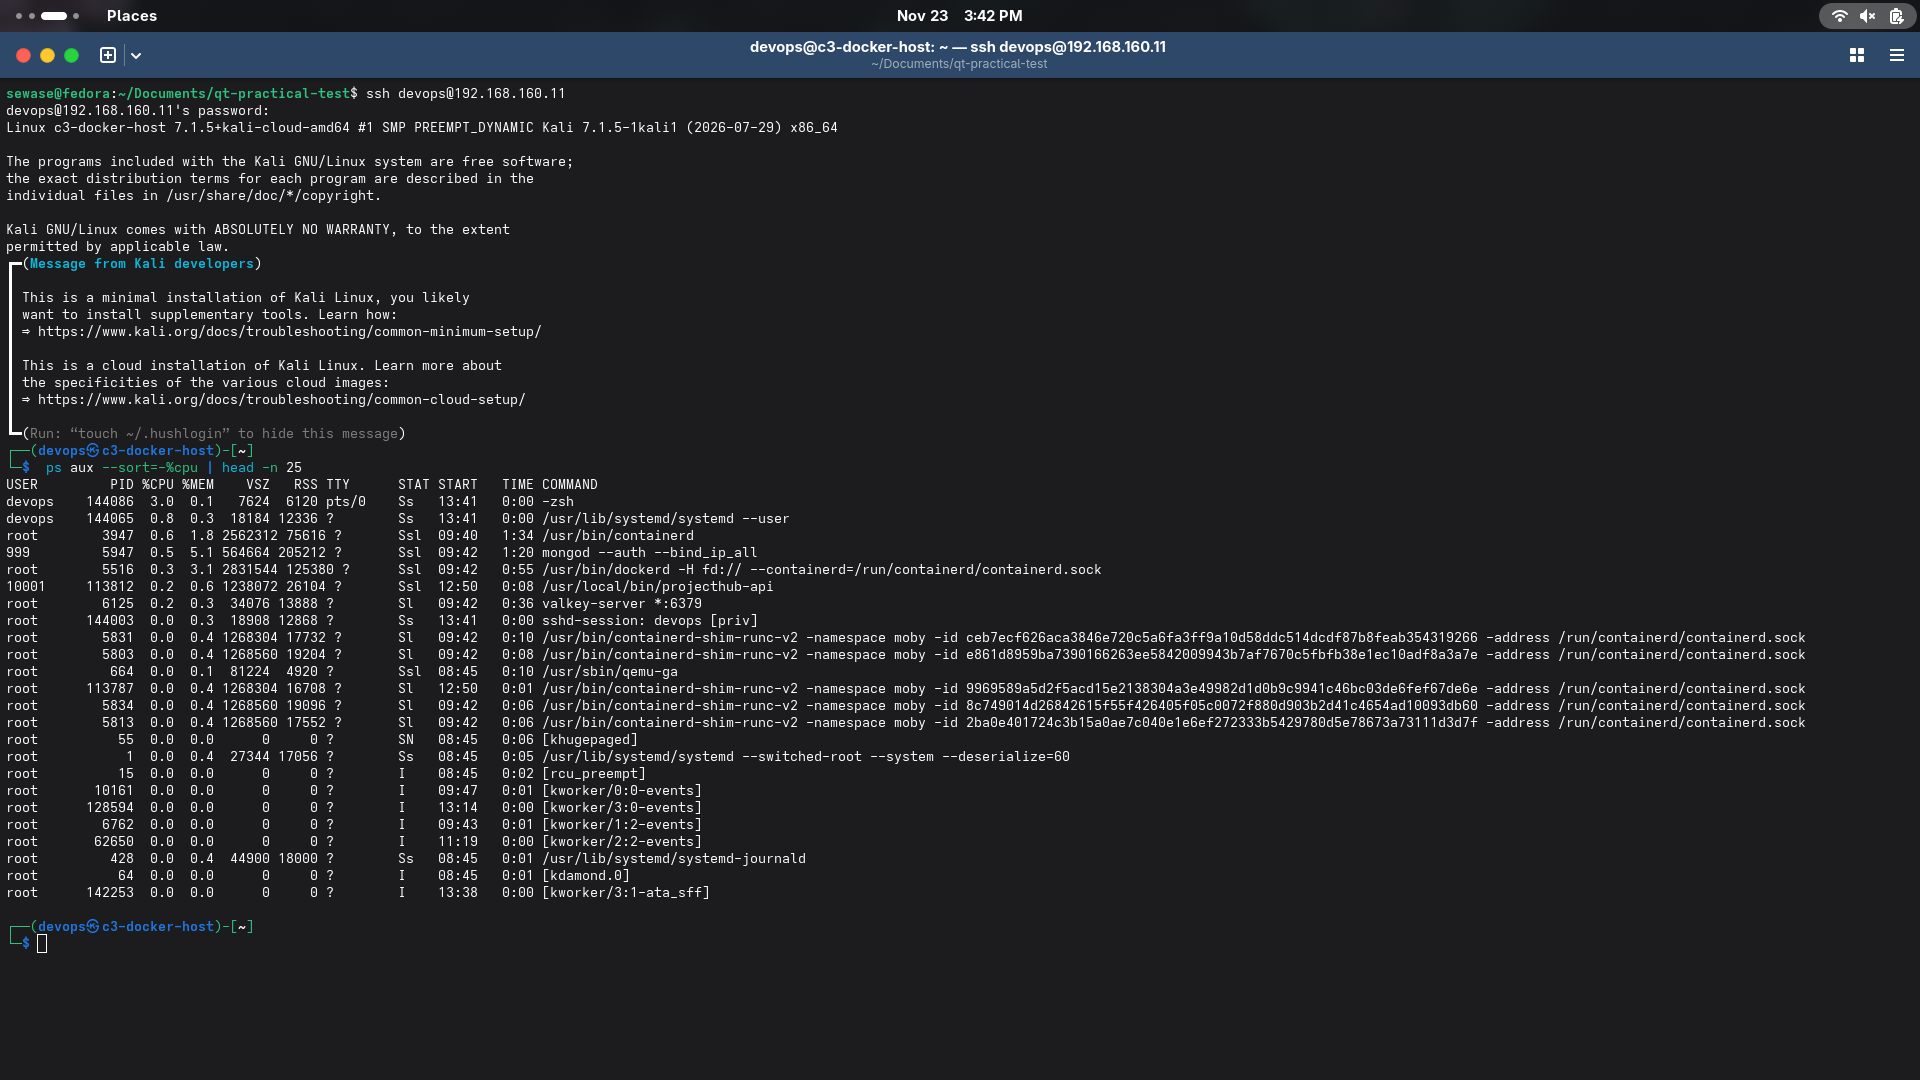 Places
Nov 23 3:42 PM
devops@c3-docker-host: ~ — ssh devops@192.168.160.11
~/Documents/qt-practical-test
sewase@fedora:~/Documents/qt-practical-test$ ssh devops@192.168.160.11
devops@192.168.160.11's password:
Linux c3-docker-host 7.1.5+kali-cloud-amd64 #1 SMP PREEMPT_DYNAMIC Kali 7.1.5-1kali1 (2026-07-29) x86_64
The programs included with the Kali GNU/Linux system are free software;
the exact distribution terms for each program are described in the
individual files in /usr/share/doc/*/copyright.
Kali GNU/Linux comes with ABSOLUTELY NO WARRANTY, to the extent
permitted by applicable law.
(Message from Kali developers)
This is a minimal installation of Kali Linux, you likely
want to install supplementary tools. Learn how:
⇒ https://www.kali.org/docs/troubleshooting/common-minimum-setup/
This is a cloud installation of Kali Linux. Learn more about
the specificities of the various cloud images:
⇒ https://www.kali.org/docs/troubleshooting/common-cloud-setup/
(Run: “touch ~/.hushlogin” to hide this message)
┌──(devops㉿c3-docker-host)-[~]
└─$ ps aux --sort=-%cpu | head -n 25
USER         PID %CPU %MEM    VSZ   RSS TTY      STAT START   TIME COMMAND
devops    144086  3.0  0.1   7624  6120 pts/0    Ss   13:41   0:00 -zsh
devops    144065  0.8  0.3  18184 12336 ?        Ss   13:41   0:00 /usr/lib/systemd/systemd --user
root        3947  0.6  1.8 2562312 75616 ?       Ssl  09:40   1:34 /usr/bin/containerd
999         5947  0.5  5.1 564664 205212 ?       Ssl  09:42   1:20 mongod --auth --bind_ip_all
root        5516  0.3  3.1 2831544 125380 ?      Ssl  09:42   0:55 /usr/bin/dockerd -H fd:// --containerd=/run/containerd/containerd.sock
10001     113812  0.2  0.6 1238072 26104 ?       Ssl  12:50   0:08 /usr/local/bin/projecthub-api
root        6125  0.2  0.3  34076 13888 ?        Sl   09:42   0:36 valkey-server *:6379
root      144003  0.0  0.3  18908 12868 ?        Ss   13:41   0:00 sshd-session: devops [priv]
root        5831  0.0  0.4 1268304 17732 ?       Sl   09:42   0:10 /usr/bin/containerd-shim-runc-v2 -namespace moby -id ceb7ecf626aca3846e720c5a6fa3ff9a10d58ddc514dcdf87b8feab354319266 -address /run/containerd/containerd.sock
root        5803  0.0  0.4 1268560 19204 ?       Sl   09:42   0:08 /usr/bin/containerd-shim-runc-v2 -namespace moby -id e861d8959ba7390166263ee5842009943b7af7670c5fbfb38e1ec10adf8a3a7e -address /run/containerd/containerd.sock
root         664  0.0  0.1  81224  4920 ?        Ssl  08:45   0:10 /usr/sbin/qemu-ga
root      113787  0.0  0.4 1268304 16708 ?       Sl   12:50   0:01 /usr/bin/containerd-shim-runc-v2 -namespace moby -id 9969589a5d2f5acd15e2138304a3e49982d1d0b9c9941c46bc03de6fef67de6e -address /run/containerd/containerd.sock
root        5834  0.0  0.4 1268560 19096 ?       Sl   09:42   0:06 /usr/bin/containerd-shim-runc-v2 -namespace moby -id 8c749014d26842615f55f426405f05c0072f880d903b2d41c4654ad10093db60 -address /run/containerd/containerd.sock
root        5813  0.0  0.4 1268560 17552 ?       Sl   09:42   0:06 /usr/bin/containerd-shim-runc-v2 -namespace moby -id 2ba0e401724c3b15a0ae7c040e1e6ef272333b5429780d5e78673a73111d3d7f -address /run/containerd/containerd.sock
root          55  0.0  0.0      0     0 ?        SN   08:45   0:06 [khugepaged]
root           1  0.0  0.4  27344 17056 ?        Ss   08:45   0:05 /usr/lib/systemd/systemd --switched-root --system --deserialize=60
root          15  0.0  0.0      0     0 ?        I    08:45   0:02 [rcu_preempt]
root       10161  0.0  0.0      0     0 ?        I    09:47   0:01 [kworker/0:0-events]
root      128594  0.0  0.0      0     0 ?        I    13:14   0:00 [kworker/3:0-events]
root        6762  0.0  0.0      0     0 ?        I    09:43   0:01 [kworker/1:2-events]
root       62650  0.0  0.0      0     0 ?        I    11:19   0:00 [kworker/2:2-events]
root         428  0.0  0.4  44900 18000 ?        Ss   08:45   0:01 /usr/lib/systemd/systemd-journald
root          64  0.0  0.0      0     0 ?        I    08:45   0:01 [kdamond.0]
root      142253  0.0  0.0      0     0 ?        I    13:38   0:00 [kworker/3:1-ata_sff]
┌──(devops㉿c3-docker-host)-[~]
└─$